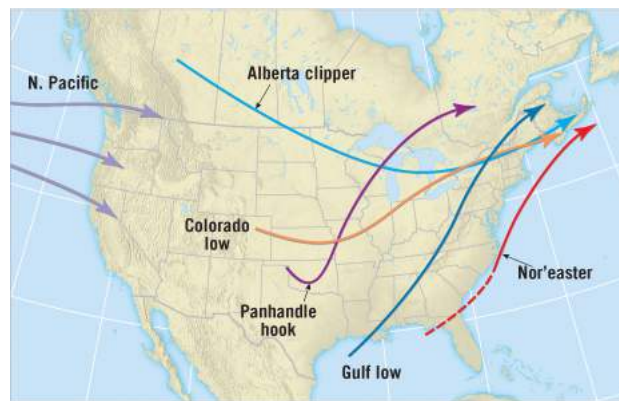 N. Pacific
Alberta clipper
Colorado
low
Panhandle
hook
Nor'easter
Gulf low